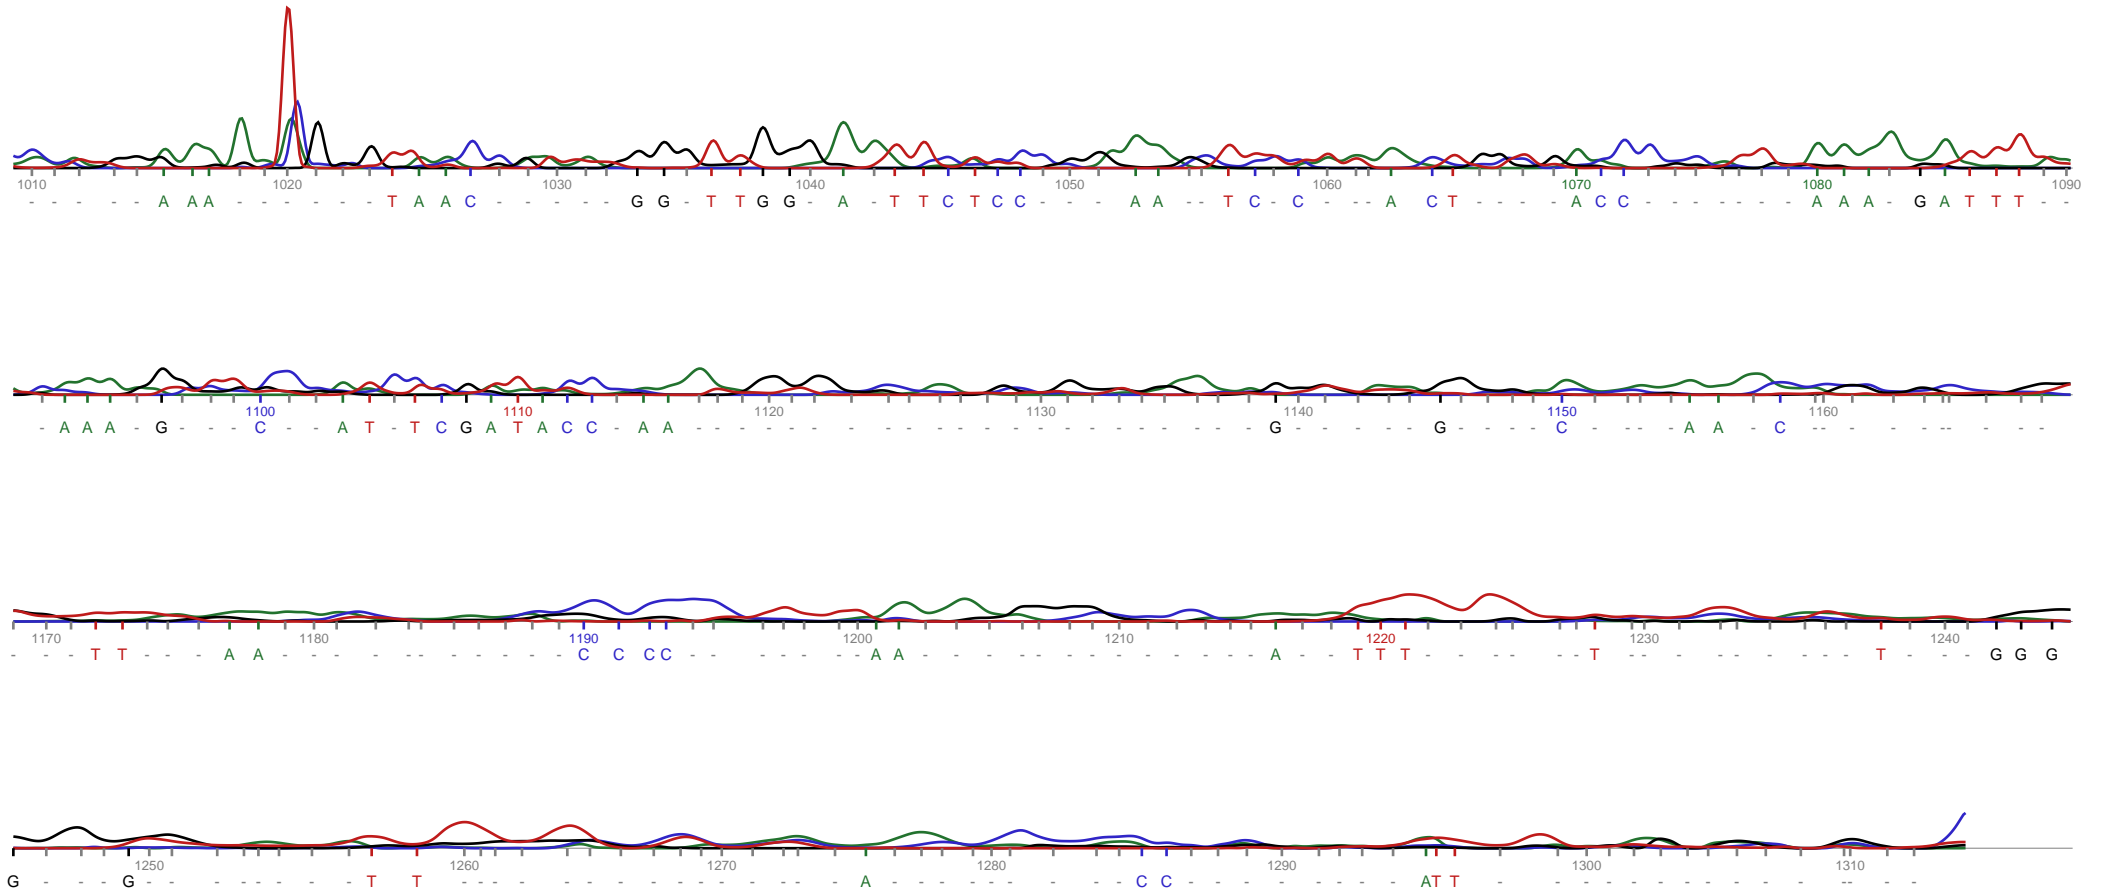 1010 1020 1030 1040 1050 1060 1070 1080 1090
- - - - - A A A - - - - - - T A A C - - - - - G G - T T G G - A - T T C T C C - - - A A - - T C - C - - - A C T - - - - A C C - - - - - - - A A A - G A T T T - -
1100 1110 1120 1130 1140 1150 1160
- A A A - G - - - C - - A T - T C G A T A C C - A A - - - - - - - - - - - - - - - - - - - - - - G - - - - - G - - - C - - - - A A - C - - - - - - - - - - -
1170 1180 1190 1200 1210 1220 1230 1240
- - - T T - - - A A - - - - - - - - - - - C C C C - - - - - - - A A - - - - - - - - - - - - - A - - T T T - - - - - - T - - - - - - - - - - T - - - - G G G
1250 1260 1270 1280 1290 1300 1310
G - - - G - - - - - - - - - T T - - - - - - - - - - - - - - - - A - - - - - - - - - C C - - - - - - - - A T T - - - - - - - - - - - - - - - -